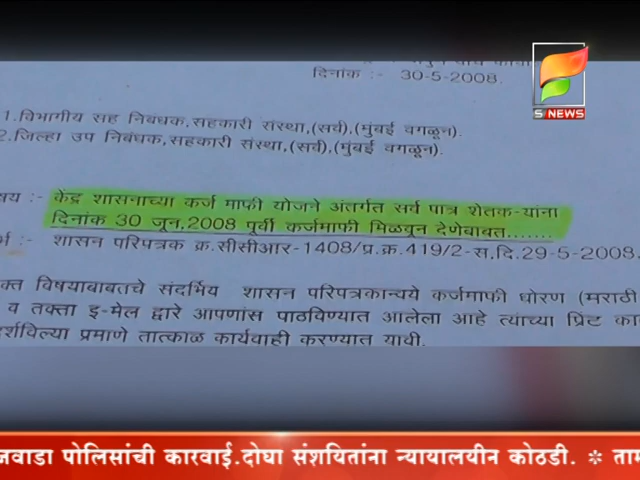 दिनांक :- 30-5-2008.
1.विभागीय सह निबंधक,सहकारी संस्था,(सर्व),(मुंबई वगळून).
2.जिल्हा उप निबंधक,सहकारी संस्था,(सर्व),(मुंबई वगळून).
:- केंद्र शासनाच्या कर्ज माफी योजने अंतर्गत सर्व पात्र शेतक-यांना
दिनांक 30 जून,2008 पूर्वी कर्जमाफी मिळवून देणेबाबत.......
:- शासन परिपत्रक क्र.सीसीआर-1408/प्र.क्र.419/2-स.दि.29-5-2008.
विषयाबाबतचे संदर्भिय शासन परिपत्रकान्वये कर्जमाफी धोरण (मराठी
व तक्ता इ-मेल द्वारे आपणांस पाठविण्यात आलेला आहे त्याच्या प्रिंट
प्रमाणे तात्काळ कार्यवाही करण्यात यावी.
S NEWS
पोलिसांची कारवाई.दोघा संशयितांना न्यायालयीन कोठडी. *